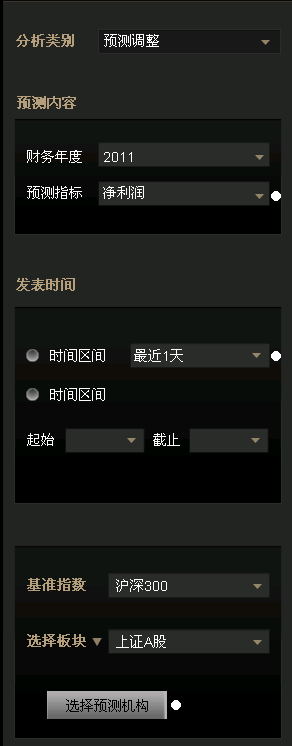 分析类别 预测调整
预测内容
财务年度 2011
预测指标 净利润
发表时间
时间区间 最近1天
时间区间
起始 截止
基准指数 沪深300
选择板块 上证A股
选择预测机构